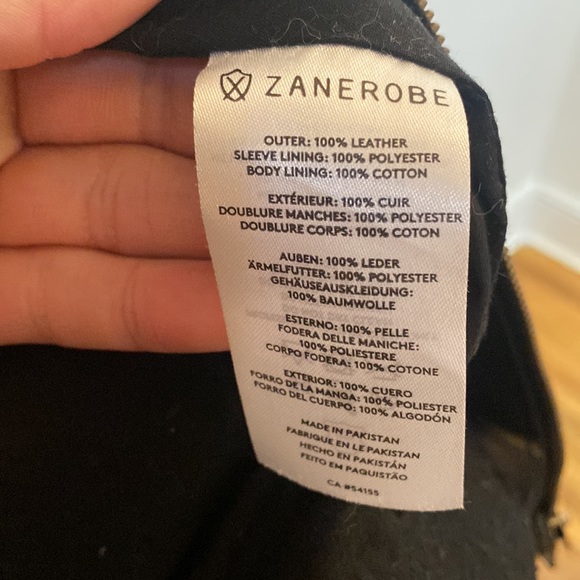 ZANEROBE
OUTER: 100% LEATHER
SLEEVE LINING: 100% POLYESTER
BODY LINING: 100% COTTON
EXTÉRIEUR: 100% CUIR
DOUBLURE MANCHES: 100% POLYESTER
DOUBLURE CORPS: 100% COTON
AUBEN: 100% LEDER
ÄRMELFUTTER: 100% POLYESTER
GEHÄUSEAUSKLEIDUNG:
100% BAUMWOLLE
ESTERNO: 100% PELLE
FODERA DELLE MANICHE:
100% POLIESTERE
CORPO FODERA: 100% COTONE
EXTERIOR: 100% CUERO
FORRO DE LA MANGA: 100% POLIESTER
FORRO DEL CUERPO: 100% ALGODÓN
MADE IN PAKISTAN
FABRIQUE EN LE PAKISTAN
HECHO EN PAKISTÁN
FEITO EM PAQUISTÃO
CA #54155